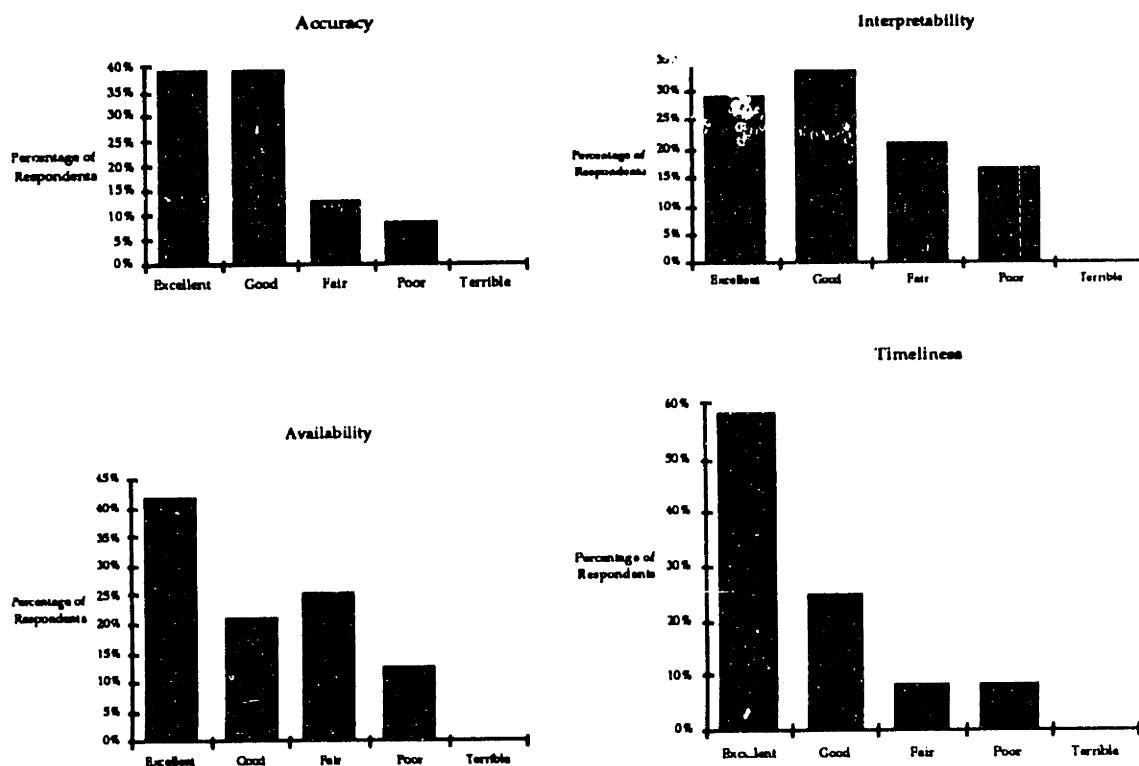 Accuracy
40%
35%
30%
25%
20%
15%
10%
5%
0%
Percentage of
Respondents
Excellent Good Fair Poor Terrible
Interpretability
30%
25%
20%
15%
10%
5%
0%
Percentage of
Respondents
Excellent Good Fair Poor Terrible
Availability
45%
40%
35%
30%
25%
20%
15%
10%
5%
0%
Percentage of
Respondents
Excellent Good Fair Poor Terrible
Timeliness
60%
50%
40%
30%
20%
10%
0%
Percentage of
Respondents
Good Fair Poor Terrible